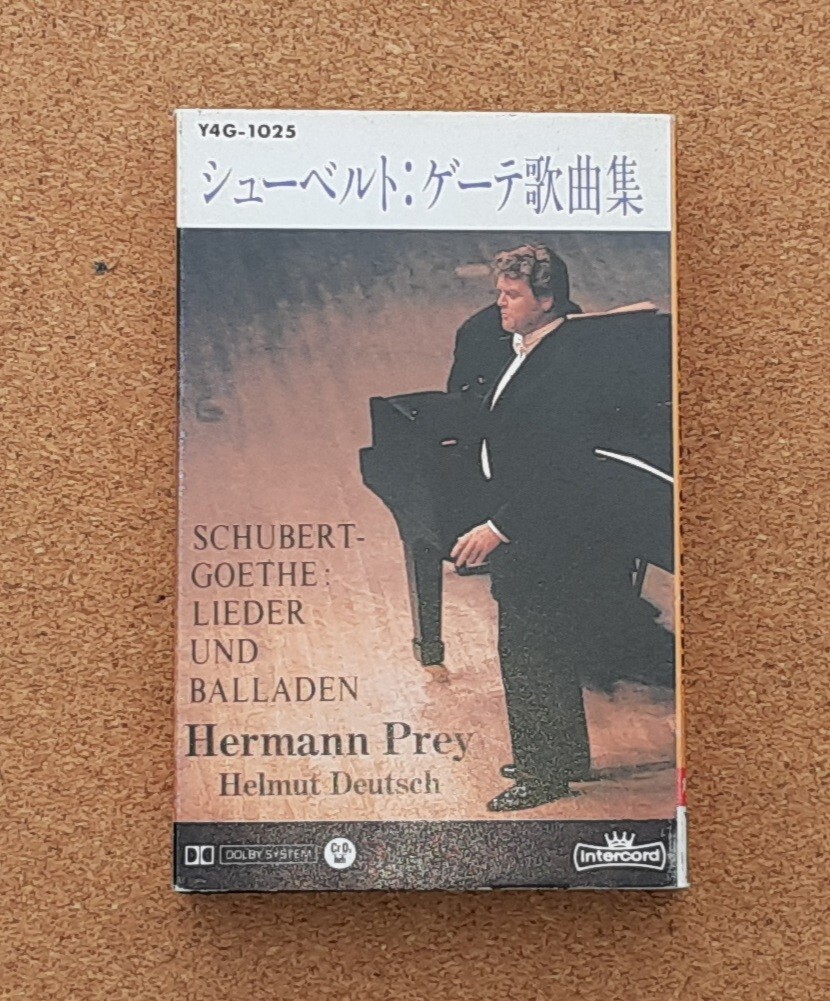 Y4G-1025
シューベルト:ゲーテ歌曲集
SCHUBERT-
GOETHE:
LIEDER
UND
BALLADEN
Hermann Prey
Helmut Deutsch
DOLBY SYSTEM
CrO₂
Intercord